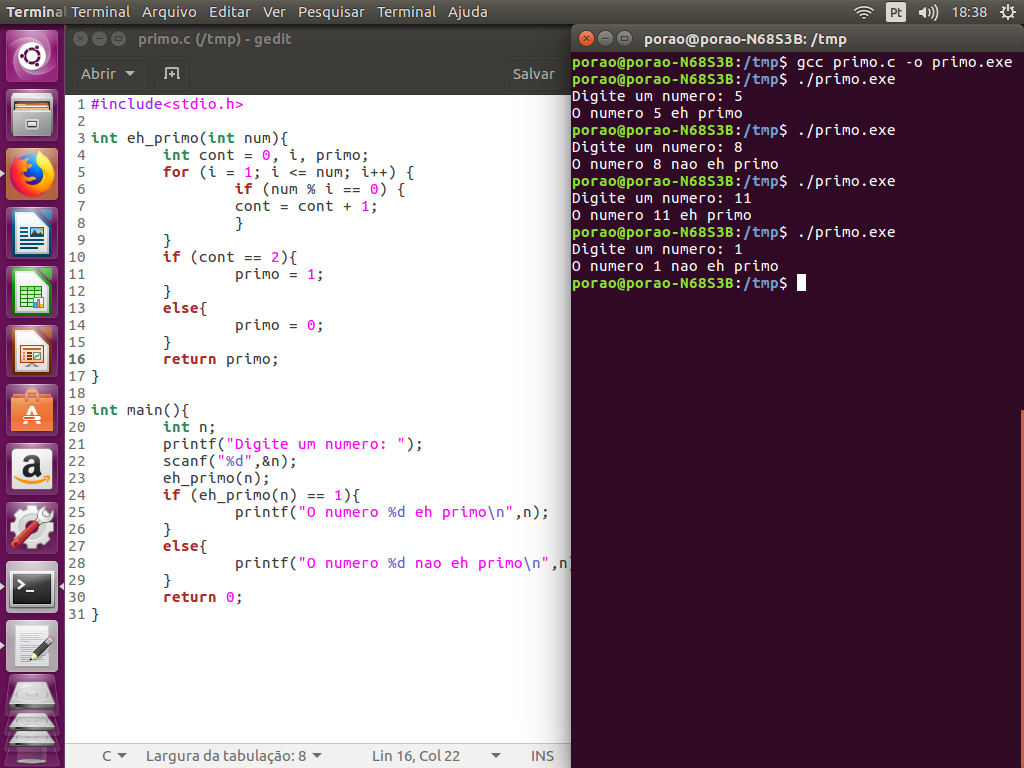 Terminal Terminal Arquivo Editar Ver Pesquisar Terminal Ajuda Pt 18:38
primo.c (/tmp) - gedit
Abrir Salvar
1 #include<stdio.h>
2
3 int eh_primo(int num){
4 int cont = 0, i, primo;
5 for (i = 1; i <= num; i++) {
6 if (num % i == 0) {
7 cont = cont + 1;
8 }
9 }
10 if (cont == 2){
11 primo = 1;
12 }
13 else{
14 primo = 0;
15 }
16 return primo;
17 }
18
19 int main(){
20 int n;
21 printf("Digite um numero: ");
22 scanf("%d",&n);
23 eh_primo(n);
24 if (eh_primo(n) == 1){
25 printf("O numero %d eh primo\n",n);
26 }
27 else{
28 printf("O numero %d nao eh primo\n",n)
29 }
30 return 0;
31 }
C Largura da tabulação: 8 Lin 16, Col 22 INS
porao@porao-N68S3B: /tmp
porao@porao-N68S3B:/tmp$ gcc primo.c -o primo.exe
porao@porao-N68S3B:/tmp$ ./primo.exe
Digite um numero: 5
O numero 5 eh primo
porao@porao-N68S3B:/tmp$ ./primo.exe
Digite um numero: 8
O numero 8 nao eh primo
porao@porao-N68S3B:/tmp$ ./primo.exe
Digite um numero: 11
O numero 11 eh primo
porao@porao-N68S3B:/tmp$ ./primo.exe
Digite um numero: 1
O numero 1 nao eh primo
porao@porao-N68S3B:/tmp$